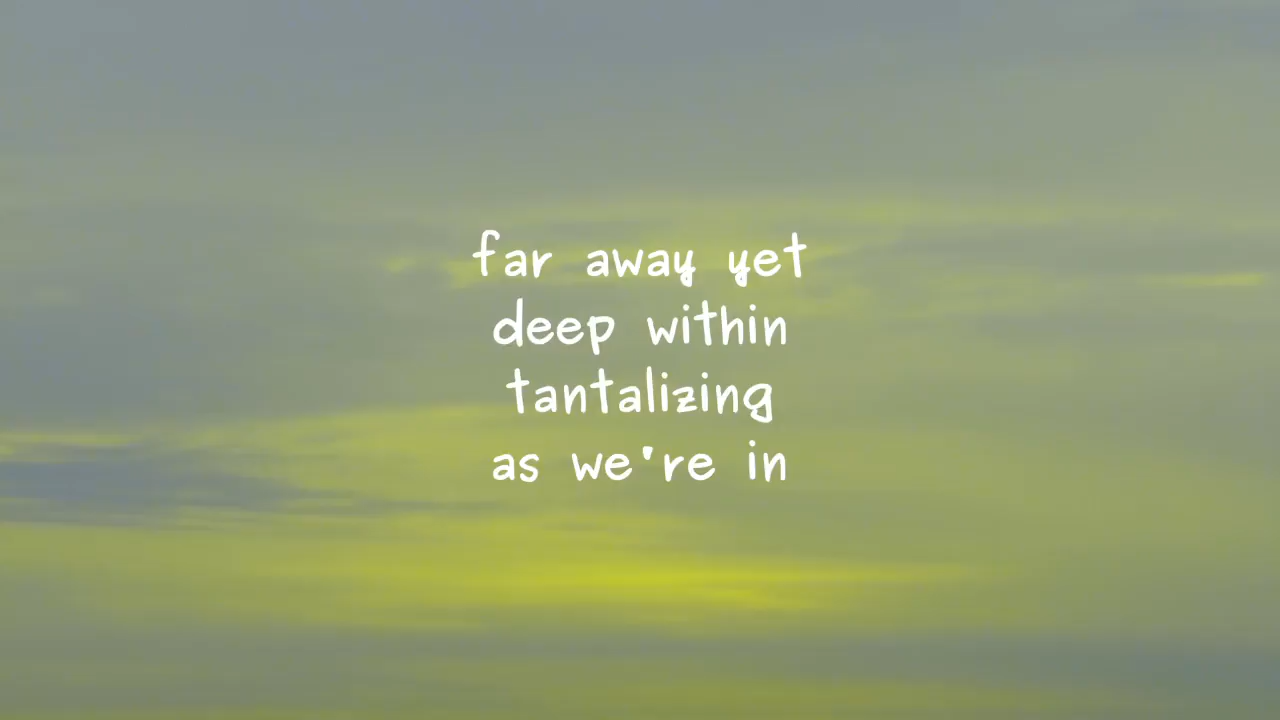 far away yet
deep within
tantalizing
as we're in